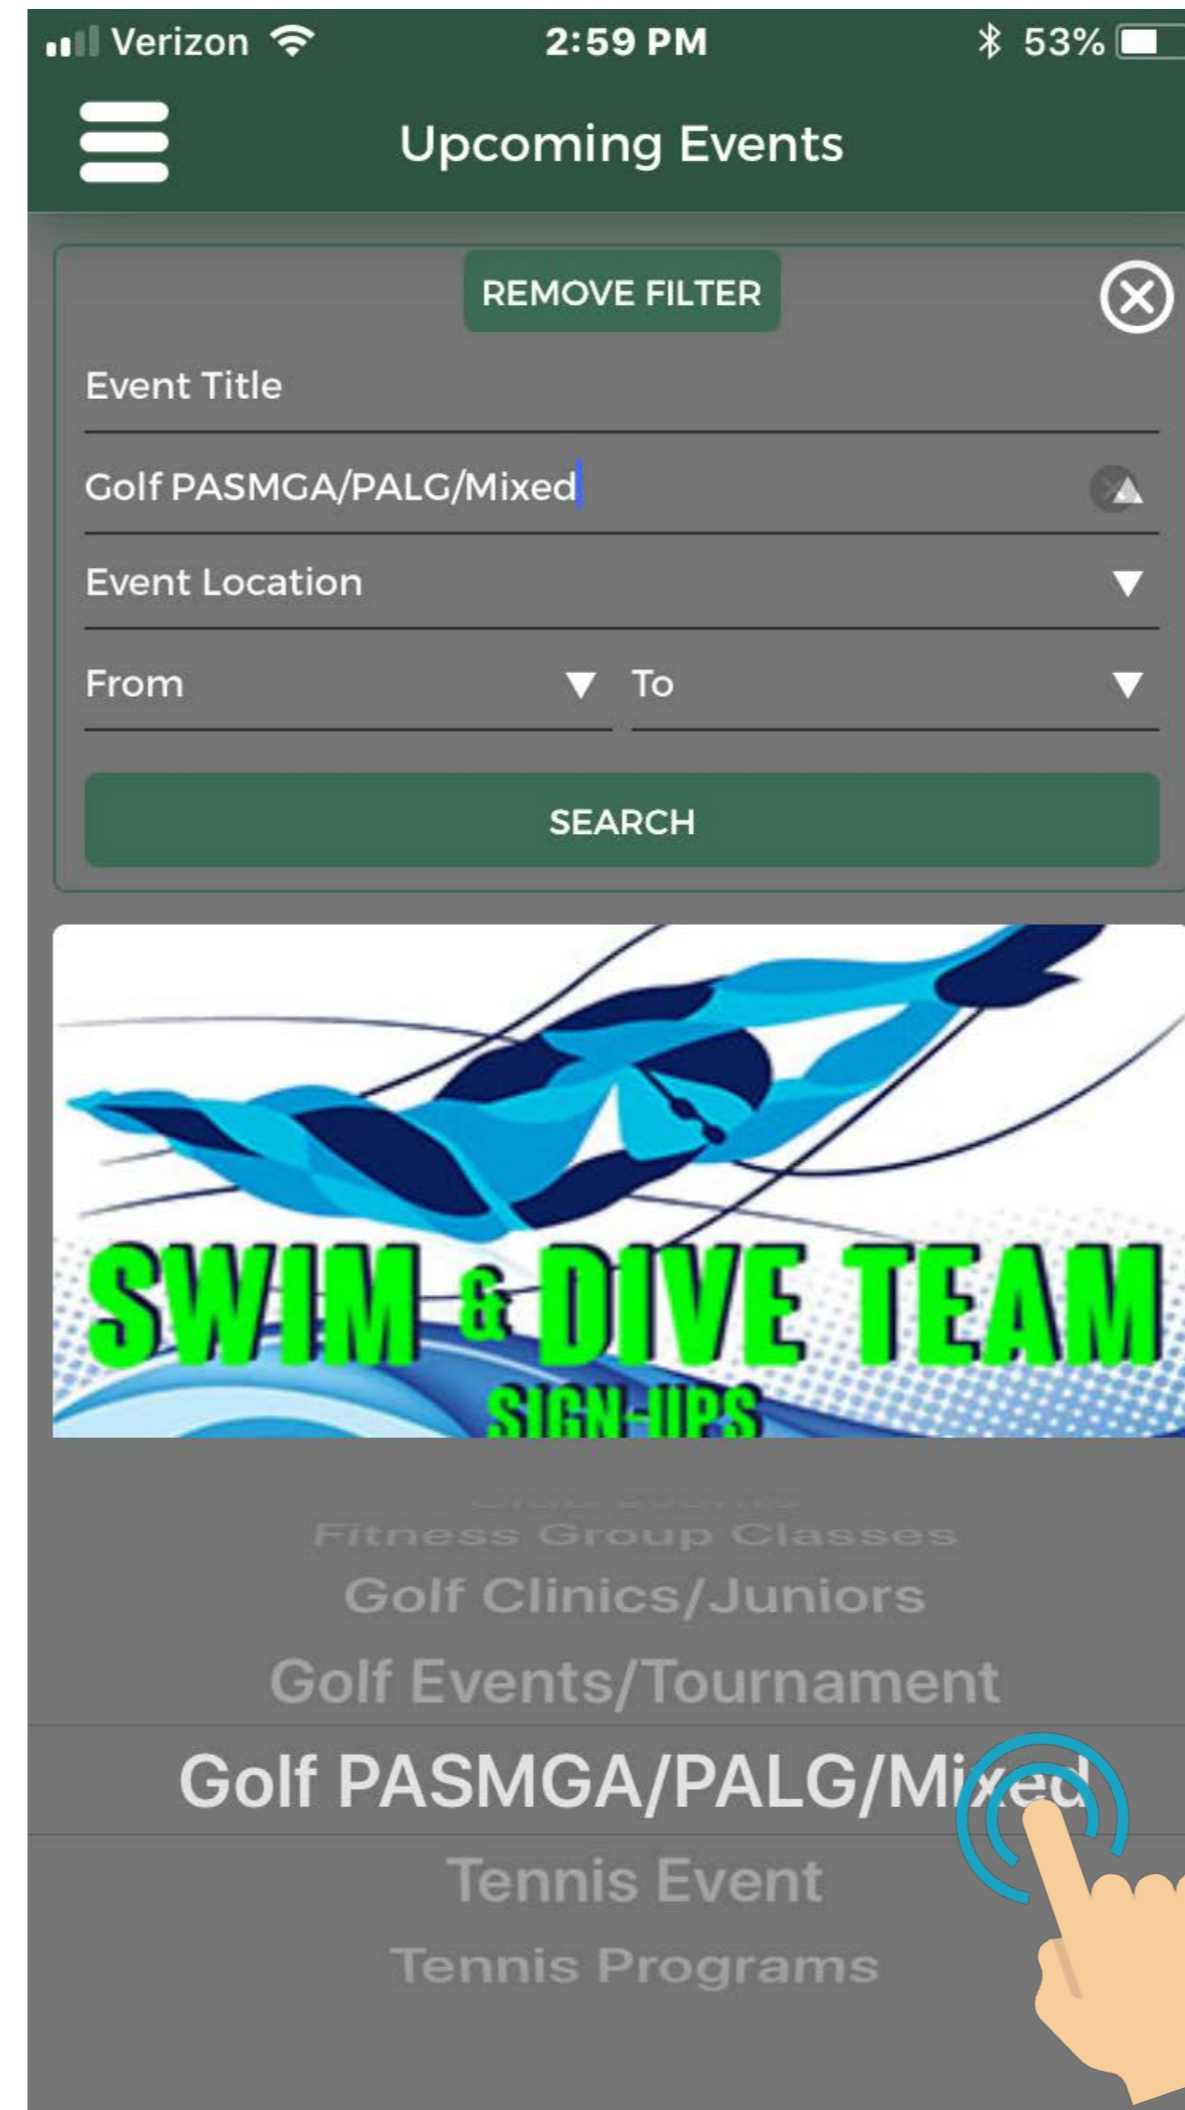 Verizon 2:59 PM 53%
Upcoming Events
REMOVE FILTER
Event Title
Golf PASMGA/PALG/Mixed
Event Location
From To
SEARCH
SWIM & DIVE TEAM
SIGN-UPS
Club Events
Fitness Group Classes
Golf Clinics/Juniors
Golf Events/Tournament
Golf PASMGA/PALG/Mixed
Tennis Event
Tennis Programs